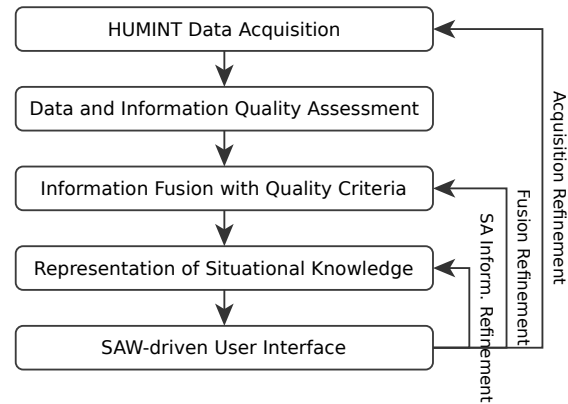 HUMINT Data Acquisition
Data and Information Quality Assessment
Information Fusion with Quality Criteria
Representation of Situational Knowledge
SAW-driven User Interface
SA Inform. Refinement
Fusion Refinement
Acquisition Refinement